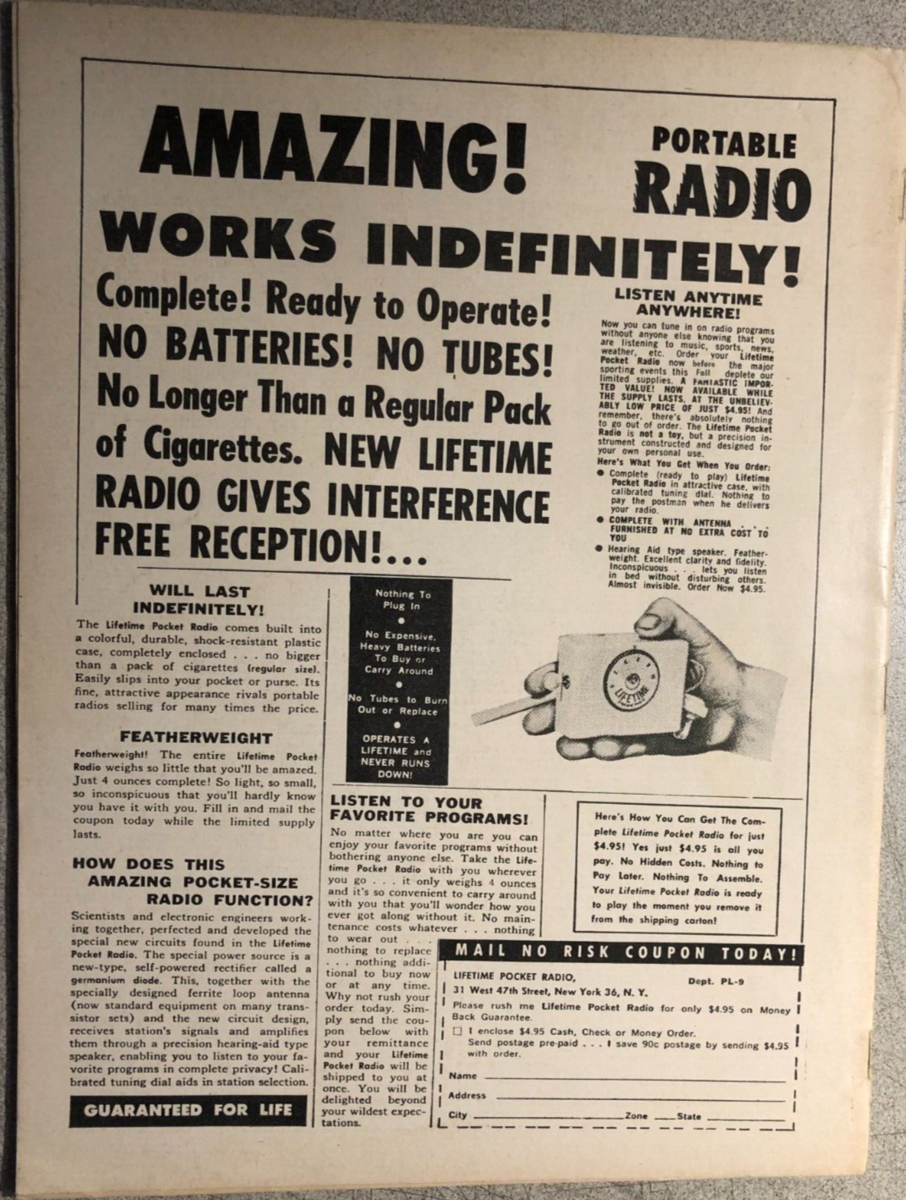 AMAZING!
PORTABLE
RADIO
WORKS INDEFINITELY!
Complete! Ready to Operate!
NO BATTERIES! NO TUBES!
No Longer Than a Regular Pack
of Cigarettes. NEW LIFETIME
RADIO GIVES INTERFERENCE
FREE RECEPTION!...
LISTEN ANYTIME
ANYWHERE!
Now you can tune in on radio programs
without anyone else knowing that you
are listening to music, sports, news,
weather, etc. Order your Lifetime
Pocket Radio now before the major
sporting events this Fall deplete our
limited supplies. A FANTASTIC IMPOR-
TED VALUE! NOW AVAILABLE WHILE
THE SUPPLY LASTS, AT THE UNBELIEV-
ABLY LOW PRICE OF JUST $4.95! And
remember, there's absolutely nothing
to go out of order. The Lifetime Pocket
Radio is not a toy, but a precision in-
strument constructed and designed for
your own personal use.
Here's What You Get When You Order:
● Complete (ready to play) Lifetime
Pocket Radio in attractive case, with
calibrated tuning dial. Nothing to
pay the postman when he delivers
your radio.
● COMPLETE WITH ANTENNA . . . .
FURNISHED AT NO EXTRA COST TO
YOU
● Hearing Aid type speaker. Feather-
weight. Excellent clarity and fidelity.
Inconspicuous . . . lets you listen
in bed without disturbing others.
Almost invisible. Order Now $4.95.
WILL LAST
INDEFINITELY!
The Lifetime Pocket Radio comes built into
a colorful, durable, shock-resistant plastic
case, completely enclosed . . . no bigger
than a pack of cigarettes (regular size).
Easily slips into your pocket or purse. Its
fine, attractive appearance rivals portable
radios selling for many times the price.
FEATHERWEIGHT
Featherweight! The entire Lifetime Pocket
Radio weighs so little that you'll be amazed.
Just 4 ounces complete! So light, so small,
so inconspicuous that you'll hardly know
you have it with you. Fill in and mail the
coupon today while the limited supply
lasts.
HOW DOES THIS
AMAZING POCKET-SIZE
RADIO FUNCTION?
Scientists and electronic engineers work-
ing together, perfected and developed the
special new circuits found in the Lifetime
Pocket Radio. The special power source is a
new-type, self-powered rectifier called a
germanium diode. This, together with the
specially designed ferrite loop antenna
(now standard equipment on many tran-
sistor sets) and the new circuit design,
receives station's signals and amplifies
them through a precision hearing-aid type
speaker, enabling you to listen to your fa-
vorite programs in complete privacy! Cali-
brated tuning dial aids in station selection.
GUARANTEED FOR LIFE
Nothing To
Plug In
●
No Expensive,
Heavy Batteries
To Buy or
Carry Around
●
No Tubes to Burn
Out or Replace
●
OPERATES A
LIFETIME and
NEVER RUNS
DOWN!
LIFETIME
LISTEN TO YOUR
FAVORITE PROGRAMS!
No matter where you are you can
enjoy your favorite programs without
bothering anyone else. Take the Life-
time Pocket Radio with you wherever
you go . . . it only weighs 4 ounces
and it's so convenient to carry around
with you that you'll wonder how you
ever got along without it. No main-
tenance costs whatever . . . nothing
to wear out . . .
nothing to replace
. . . nothing addi-
tional to buy now
or at any time.
Why not rush your
order today. Sim-
ply send the cou-
pon below with
your remittance
and your Lifetime
Pocket Radio will be
shipped to you at
once. You will be
delighted beyond
your wildest expec-
tations.
Here's How You Can Get The Com-
plete Lifetime Pocket Radio for just
$4.95! Yes just $4.95 is all you
pay. No Hidden Costs. Nothing to
Pay Later. Nothing To Assemble.
Your Lifetime Pocket Radio is ready
to play the moment you remove it
from the shipping carton!
MAIL NO RISK COUPON TODAY!
LIFETIME POCKET RADIO, Dept. PL-9
31 West 47th Street, New York 36, N. Y.
Please rush me Lifetime Pocket Radio for only $4.95 on Money
Back Guarantee.
☐ I enclose $4.95 Cash, Check or Money Order.
Send postage pre-paid . . . I save 90c postage by sending $4.95
with order.
Name
Address
City Zone State